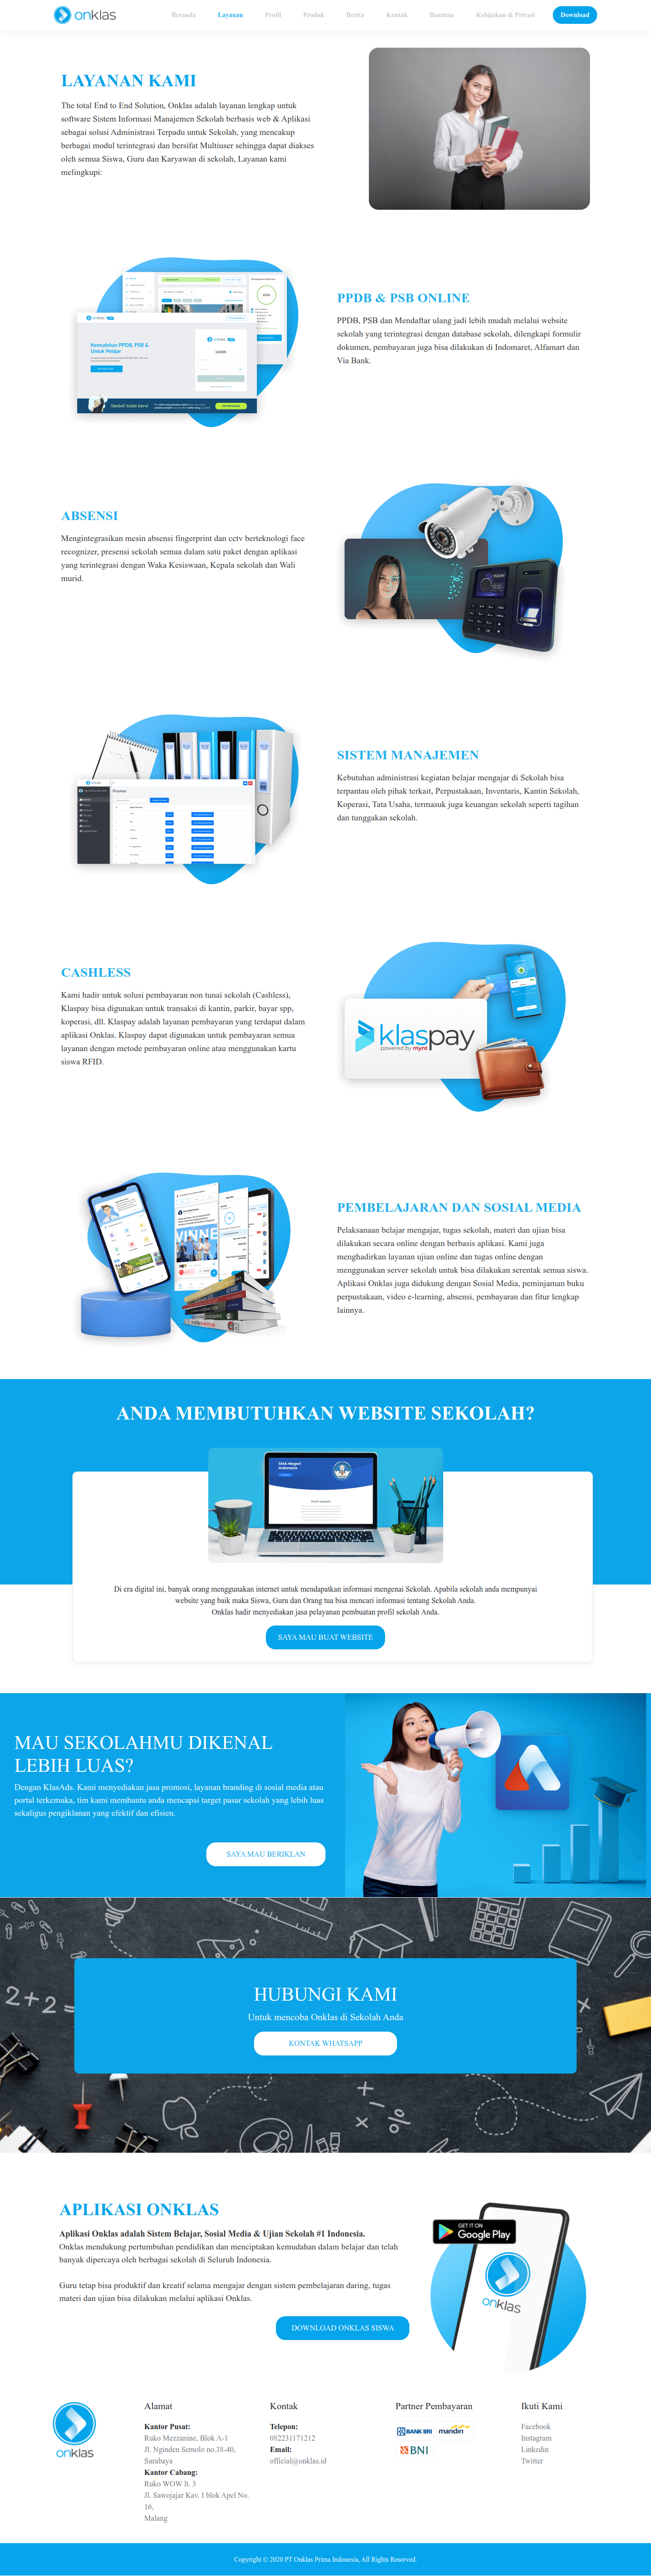 onklas
Beranda Layanan Profil Produk Berita Kontak Bantuan Kebijakan & Privasi Download
LAYANAN KAMI
The total End to End Solution, Onklas adalah layanan lengkap untuk
software Sistem Informasi Manajemen Sekolah berbasis web & Aplikasi
sebagai solusi Administrasi Terpadu untuk Sekolah, yang mencakup
berbagai modul terintegrasi dan bersifat Multiuser sehingga dapat diakses
oleh semua Siswa, Guru dan Karyawan di sekolah, Layanan kami
melingkupi:
Kemudahan PPDB, PSB &
Untuk Pelajar
LOGIN
PPDB & PSB ONLINE
PPDB, PSB dan Mendaftar ulang jadi lebih mudah melalui website
sekolah yang terintegrasi dengan database sekolah, dilengkapi formulir
dokumen, pembayaran juga bisa dilakukan di Indomaret, Alfamart dan
Via Bank.
ABSENSI
Mengintegrasikan mesin absensi fingerprint dan cctv berteknologi face
recognizer, presensi sekolah semua dalam satu paket dengan aplikasi
yang terintegrasi dengan Waka Kesiswaan, Kepala sekolah dan Wali
murid.
onklas
Provinsi
SISTEM MANAJEMEN
Kebutuhan administrasi kegiatan belajar mengajar di Sekolah bisa
terpantau oleh pihak terkait, Perpustakaan, Inventaris, Kantin Sekolah,
Koperasi, Tata Usaha, termasuk juga keuangan sekolah seperti tagihan
dan tunggakan sekolah.
CASHLESS
Kami hadir untuk solusi pembayaran non tunai sekolah (Cashless),
Klaspay bisa digunakan untuk transaksi di kantin, parkir, bayar spp,
koperasi, dll. Klaspay adalah layanan pembayaran yang terdapat dalam
aplikasi Onklas. Klaspay dapat digunakan untuk pembayaran semua
layanan dengan metode pembayaran online atau menggunakan kartu
siswa RFID.
klaspay
powered by mynt
PEMBELAJARAN DAN SOSIAL MEDIA
Pelaksanaan belajar mengajar, tugas sekolah, materi dan ujian bisa
dilakukan secara online dengan berbasis aplikasi. Kami juga
menghadirkan layanan ujian online dan tugas online dengan
menggunakan server sekolah untuk bisa dilakukan serentak semua siswa.
Aplikasi Onklas juga didukung dengan Sosial Media, peminjaman buku
perpustakaan, video e-learning, absensi, pembayaran dan fitur lengkap
lainnya.
ANDA MEMBUTUHKAN WEBSITE SEKOLAH?
SMA Negeri
Indonesia
Di era digital ini, banyak orang menggunakan internet untuk mendapatkan informasi mengenai Sekolah. Apabila sekolah anda mempunyai
website yang baik maka Siswa, Guru dan Orang tua bisa mencari informasi tentang Sekolah Anda.
Onklas hadir menyediakan jasa pelayanan pembuatan profil sekolah Anda.
SAYA MAU BUAT WEBSITE
MAU SEKOLAHMU DIKENAL
LEBIH LUAS?
Dengan KlasAds. Kami menyediakan jasa promosi, layanan branding di sosial media atau
portal terkemuka, tim kami membantu anda mencapai target pasar sekolah yang lebih luas
sekaligus pengiklanan yang efektif dan efisien.
SAYA MAU BERIKLAN
2+2=
HUBUNGI KAMI
Untuk mencoba Onklas di Sekolah Anda
KONTAK WHATSAPP
APLIKASI ONKLAS
Aplikasi Onklas adalah Sistem Belajar, Sosial Media & Ujian Sekolah #1 Indonesia.
Onklas mendukung pertumbuhan pendidikan dan menciptakan kemudahan dalam belajar dan telah
banyak dipercaya oleh berbagai sekolah di Seluruh Indonesia.
Guru tetap bisa produktif dan kreatif selama mengajar dengan sistem pembelajaran daring, tugas
materi dan ujian bisa dilakukan melalui aplikasi Onklas.
DOWNLOAD ONKLAS SISWA
GET IT ON
Google Play
onklas
onklas
Alamat
Kantor Pusat:
Ruko Mezzanine, Blok A-1
Jl. Nginden Semolo no.38-40,
Surabaya
Kantor Cabang:
Ruko WOW lt. 3
Jl. Sawojajar Kav. I blok Apel No.
16,
Malang
Kontak
Telepon:
082231171212
Email:
official@onklas.id
Partner Pembayaran
BANK BRI mandiri
BNI
Ikuti Kami
Facebook
Instagram
Linkedin
Twitter
Copyright © 2020 PT Onklas Prima Indonesia, All Rights Reserved.